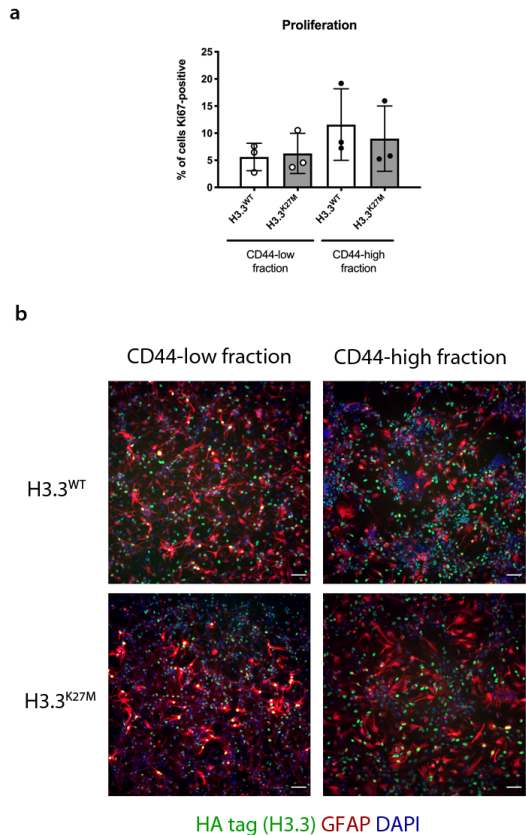 a
Proliferation
% of cells Ki67-positive
25
20
15
10
5
0
H3.3WT
H3.3K27M
H3.3WT
H3.3K27M
CD44-low
fraction
CD44-high
fraction
b
CD44-low fraction
CD44-high fraction
H3.3WT
H3.3K27M
HA tag (H3.3) GFAP DAPI